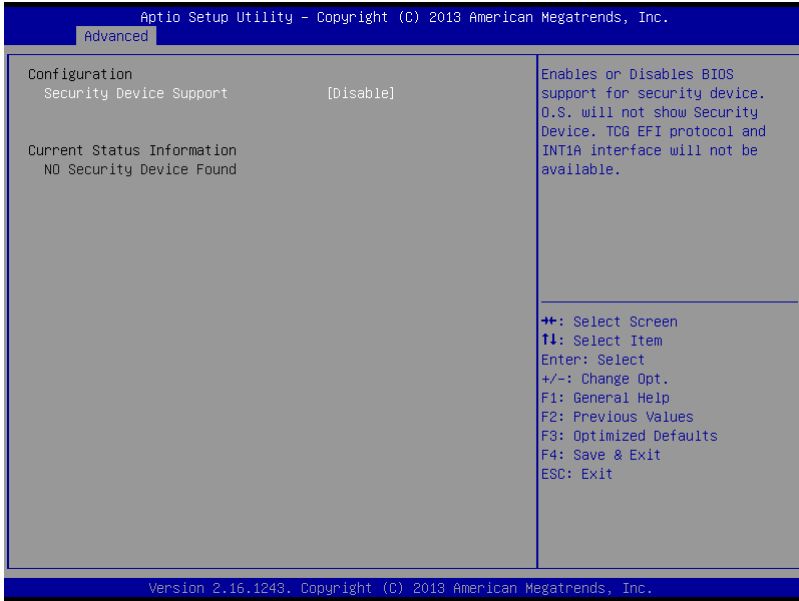 Aptio Setup Utility – Copyright (C) 2013 American Megatrends, Inc.
Advanced
Configuration
Security Device Support [Disable]
Current Status Information
NO Security Device Found
Enables or Disables BIOS
support for security device.
O.S. will not show Security
Device. TCG EFI protocol and
INT1A interface will not be
available.
→←: Select Screen
↑↓: Select Item
Enter: Select
+/-: Change Opt.
F1: General Help
F2: Previous Values
F3: Optimized Defaults
F4: Save & Exit
ESC: Exit
Version 2.16.1243. Copyright (C) 2013 American Megatrends, Inc.